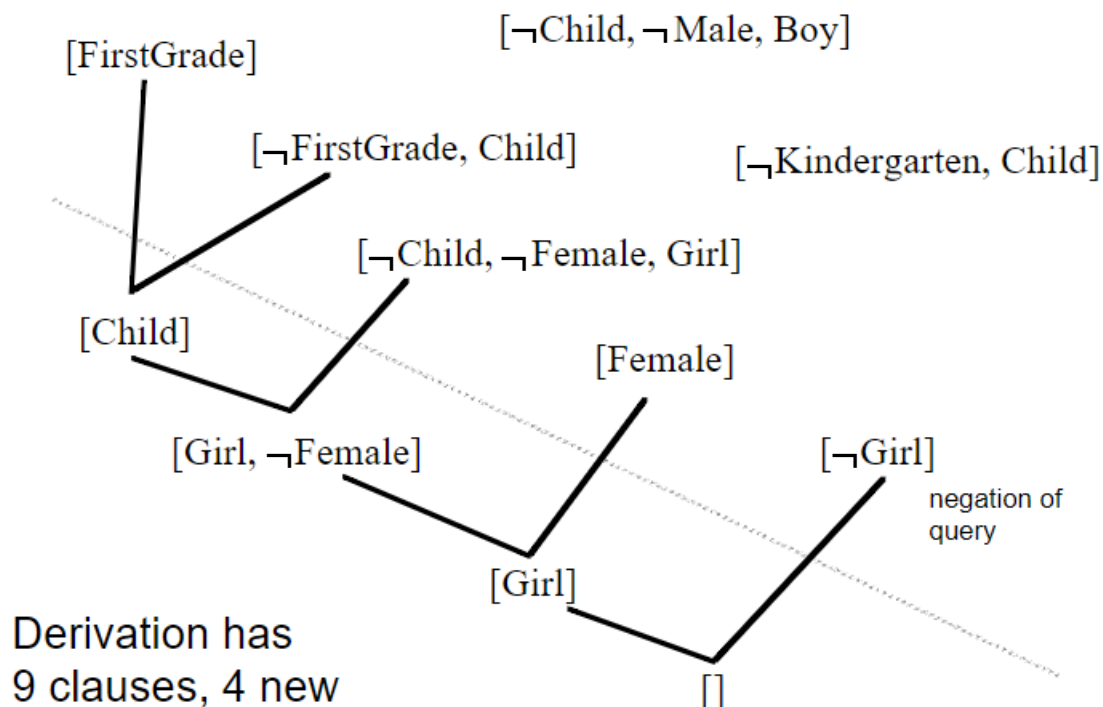 [¬Child, ¬Male, Boy]
[FirstGrade]
[¬FirstGrade, Child]
[¬Kindergarten, Child]
[¬Child, ¬Female, Girl]
[Child]
[Female]
[Girl, ¬Female]
[¬Girl]
negation of
query
[Girl]
Derivation has
9 clauses, 4 new
[]